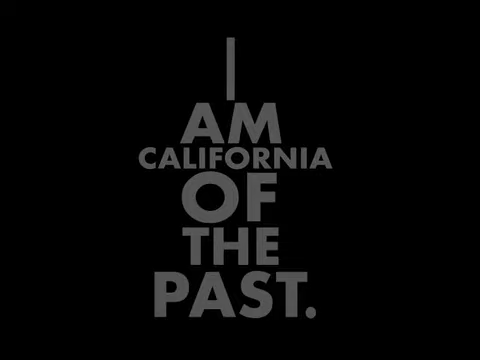 I
AM
CALIFORNIA
OF
THE
PAST.